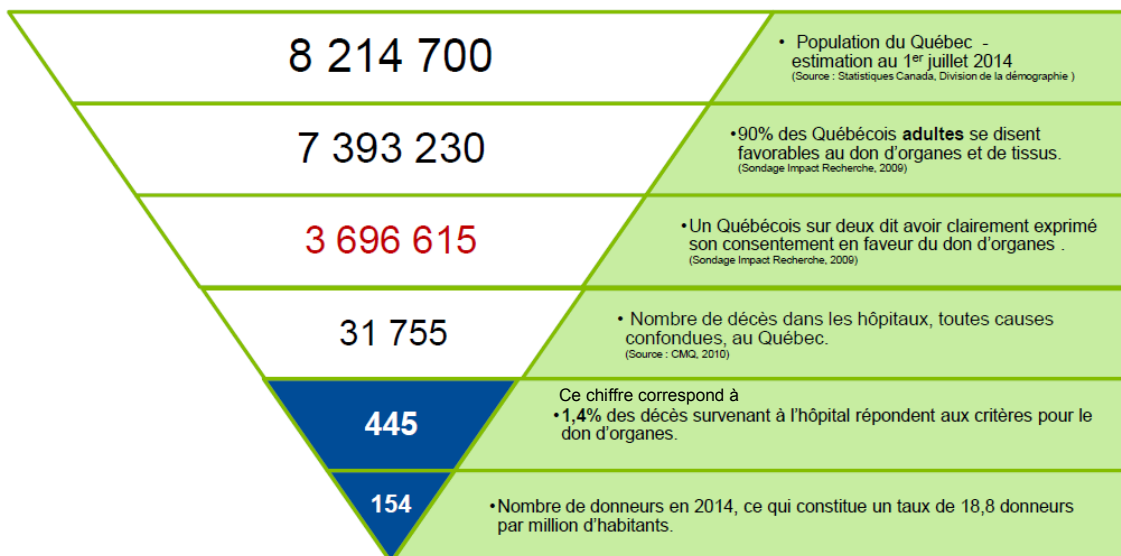 8 214 700
• Population du Québec -
estimation au 1er juillet 2014
(Source : Statistiques Canada, Division de la démographie )
7 393 230
•90% des Québécois adultes se disent
favorables au don d'organes et de tissus.
(Sondage Impact Recherche, 2009)
3 696 615
•Un Québécois sur deux dit avoir clairement exprimé
son consentement en faveur du don d'organes .
(Sondage Impact Recherche, 2009)
31 755
• Nombre de décès dans les hôpitaux, toutes causes
confondues, au Québec.
(Source : CMQ, 2010)
445
Ce chiffre correspond à
•1,4% des décès survenant à l'hôpital répondent aux critères pour le
don d'organes.
154
•Nombre de donneurs en 2014, ce qui constitue un taux de 18,8 donneurs
par million d'habitants.